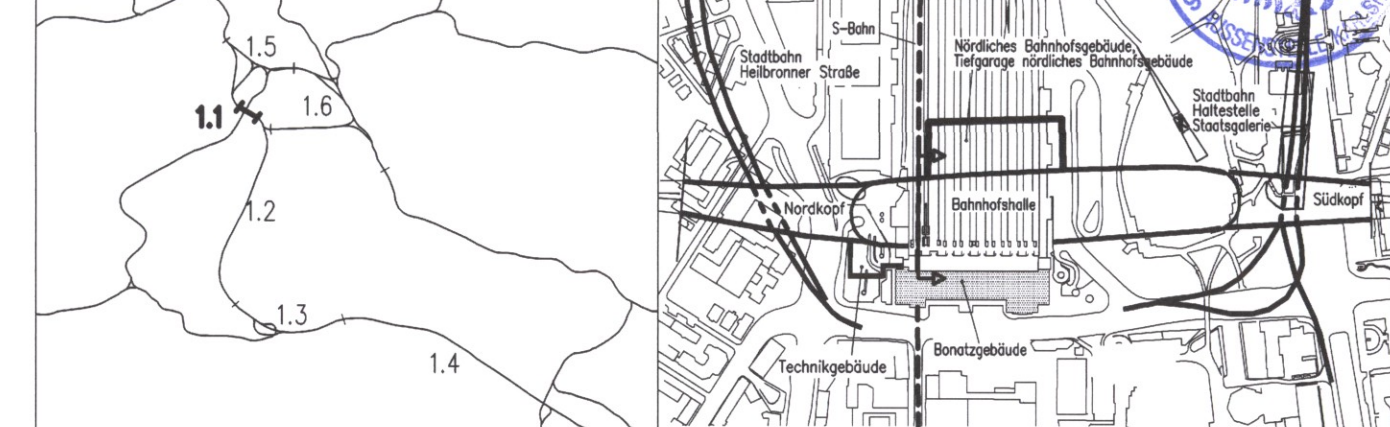 1.5
1.6
1.1
1.2
1.3
1.4
S-Bahn
Stadtbahn
Heilbronner Straße
Nördliches Bahnhofsgebäude,
Tiefgarage nördliches Bahnhofsgebäude
Stadtbahn
Haltestelle
Staatsgalerie
Nordkopf
Bahnhofshalle
Südkopf
Technikgebäude
Bonatzgebäude